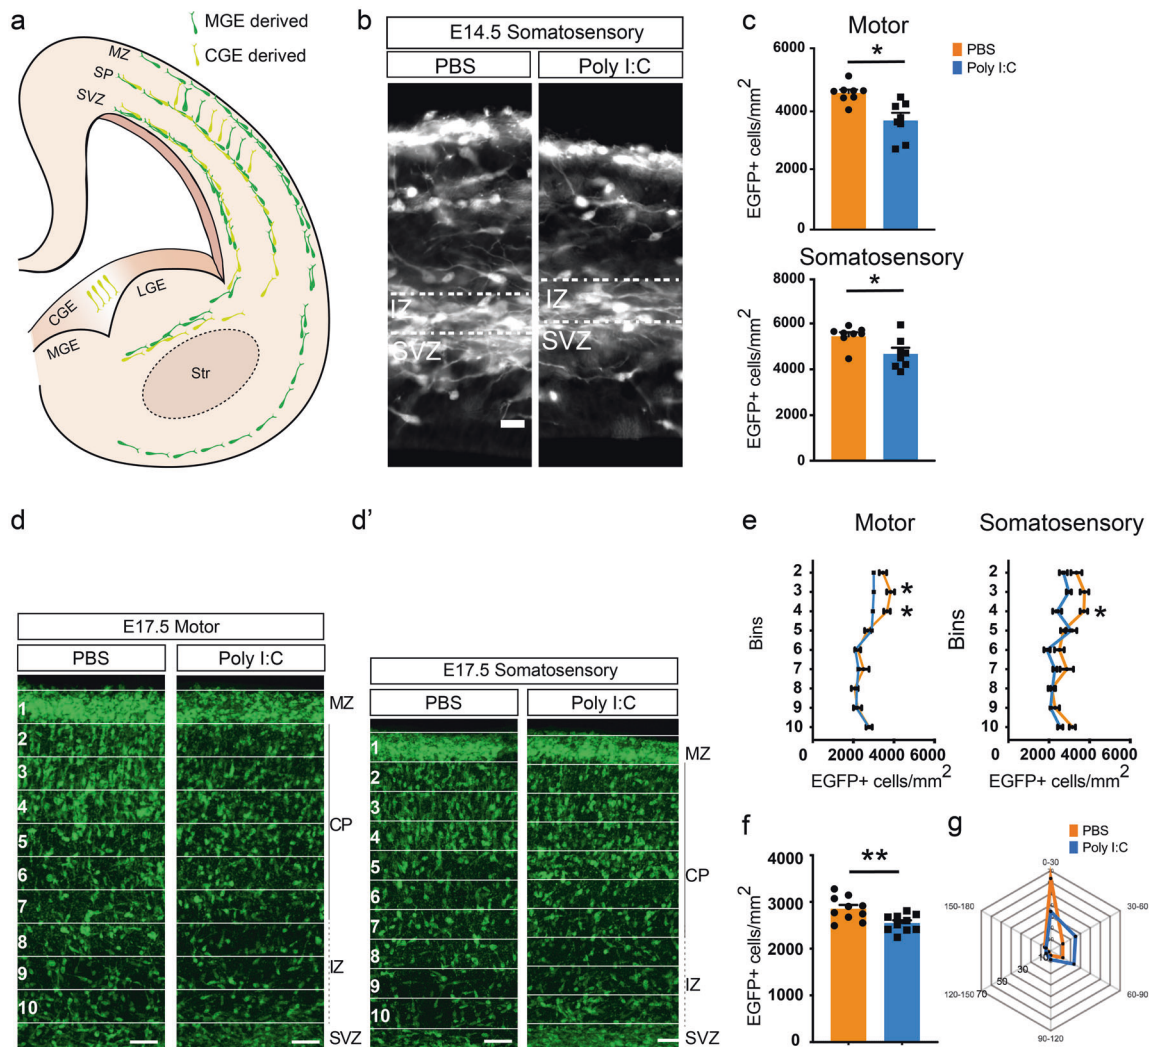 a
MGE derived
CGE derived
MZ
SP
SVZ
CGE
LGE
MGE
Str
b
E14.5 Somatosensory
PBS
Poly I:C
IZ
SVZ
IZ
SVZ
c
Motor
PBS
Poly I:C
6000
4000
2000
0
EGFP+ cells/mm2
*
Somatosensory
8000
6000
4000
2000
0
EGFP+ cells/mm2
*
d
E17.5 Motor
PBS
Poly I:C
1
2
3
4
5
6
7
8
9
10
MZ
CP
IZ
SVZ
d'
E17.5 Somatosensory
PBS
Poly I:C
1
2
3
4
5
6
7
8
9
10
MZ
CP
IZ
SVZ
e
Motor
Bins
2
3
4
5
6
7
8
9
10
*
*
0 2000 4000 6000
EGFP+ cells/mm2
Somatosensory
Bins
2
3
4
5
6
7
8
9
10
*
0 2000 4000 6000
EGFP+ cells/mm2
f
4000
3000
2000
1000
0
EGFP+ cells/mm2
**
g
PBS
Poly I:C
0-30
30-60
60-90
90-120
120-150
150-180
10
30
50
70